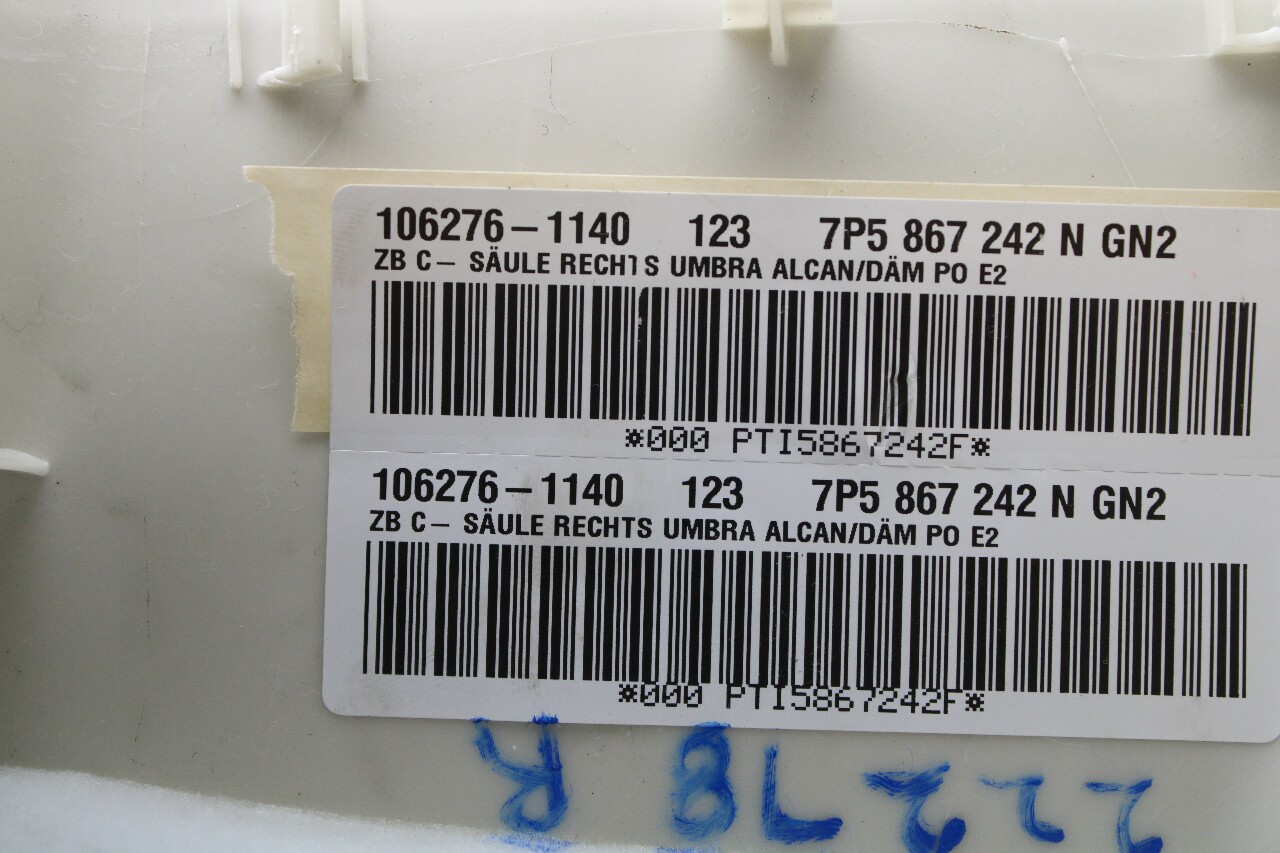 106276-1140 123 7P5 867 242 N GN2
ZB C- SÄULE RECHTS UMBRA ALCAN/DÄM PO E2
*000 PTI5867242F*
106276-1140 123 7P5 867 242 N GN2
ZB C- SÄULE RECHTS UMBRA ALCAN/DÄM PO E2
*000 PTI5867242F*